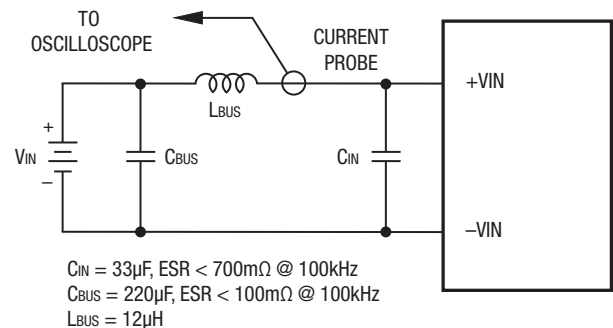 TO
OSCILLOSCOPE
CURRENT
PROBE
+VIN
LBUS
+
VIN
CBUS
CIN
–
–VIN
CIN = 33µF, ESR < 700mΩ @ 100kHz
CBUS = 220µF, ESR < 100mΩ @ 100kHz
LBUS = 12µH